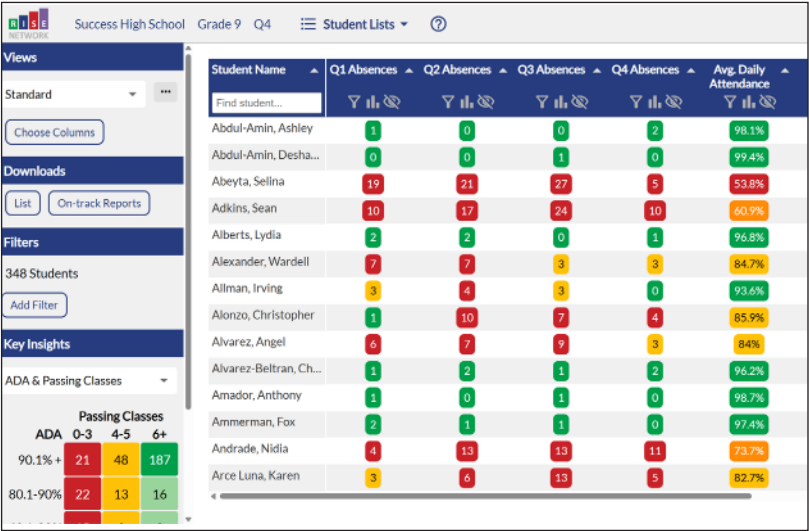 RISE
NETWORK
Success High School Grade 9 Q4 Student Lists
Views
Standard
Choose Columns
Downloads
List On-track Reports
Filters
348 Students
Add Filter
Key Insights
ADA & Passing Classes
Passing Classes
ADA 0-3 4-5 6+
90.1% + 21 48 187
80.1-90% 22 13 16
Student Name Q1 Absences Q2 Absences Q3 Absences Q4 Absences Avg. Daily
Attendance
Find student...
Abdul-Amin, Ashley 1 0 0 2 98.1%
Abdul-Amin, Desha... 0 0 1 0 99.4%
Abeyta, Selina 19 21 27 5 53.8%
Adkins, Sean 10 17 24 10 60.9%
Alberts, Lydia 2 2 0 1 96.8%
Alexander, Wardell 7 7 3 3 84.7%
Allman, Irving 3 4 3 0 93.6%
Alonzo, Christopher 1 10 7 4 85.9%
Alvarez, Angel 6 7 9 3 84%
Alvarez-Beltran, Ch... 1 2 1 2 96.2%
Amador, Anthony 1 0 1 0 98.7%
Ammerman, Fox 2 1 1 0 97.4%
Andrade, Nidia 4 13 13 11 73.7%
Arce Luna, Karen 3 6 13 5 82.7%